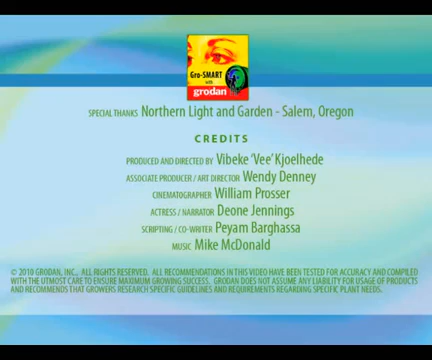 Gro-SMART
with
grodan
SPECIAL THANKS Northern Light and Garden - Salem, Oregon
CREDITS
PRODUCED AND DIRECTED BY Vibeke 'Vee' Kjoelhede
ASSOCIATE PRODUCER / ART DIRECTOR Wendy Denney
CINEMATOGRAPHER William Prosser
ACTRESS / NARRATOR Deone Jennings
SCRIPTING / CO-WRITER Peyam Barghassa
MUSIC Mike McDonald
© 2010 GRODAN, INC., ALL RIGHTS RESERVED. ALL RECOMMENDATIONS IN THIS VIDEO HAVE BEEN TESTED FOR ACCURACY AND COMPILED
WITH THE UTMOST CARE TO ENSURE MAXIMUM GROWING SUCCESS. GRODAN DOES NOT ASSUME ANY LIABILITY FOR USAGE OF PRODUCTS
AND RECOMMENDS THAT GROWERS RESEARCH SPECIFIC GUIDELINES AND REQUIREMENTS REGARDING SPECIFIC PLANT NEEDS.